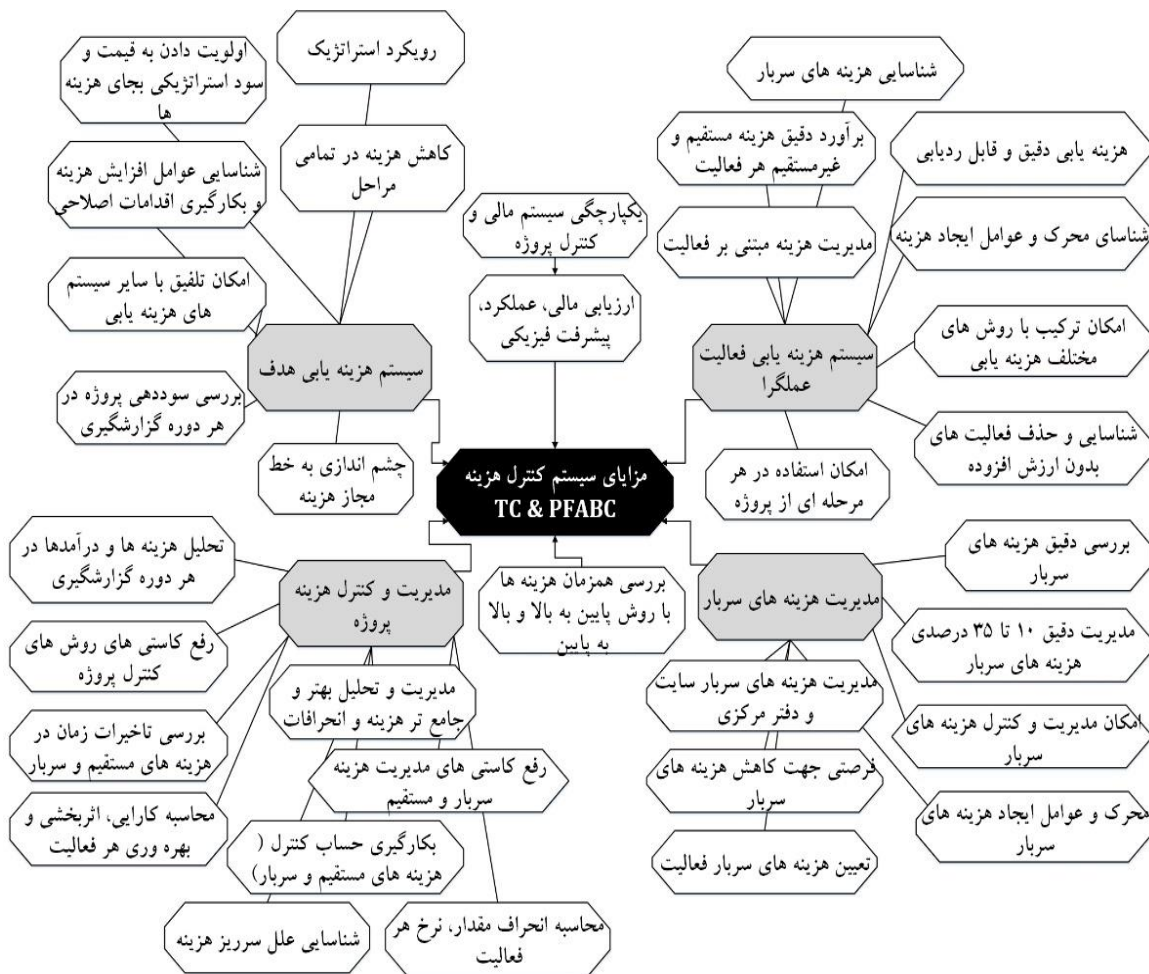 رویکرد استراتژیک
اولویت دادن به قیمت و
سود استراتژیکی بجای هزینه
ها
کاهش هزینه در تمامی
مراحل
شناسایی عوامل افزایش هزینه
و بکارگیری اقدامات اصلاحی
امکان تلفیق با سایر سیستم
های هزینه یابی
سیستم هزینه یابی هدف
بررسی سوددهی پروژه در
هر دوره گزارشگیری
چشم اندازی به خط
مجاز هزینه
یکپارچگی سیستم مالی و
کنترل پروژه
ارزیابی مالی، عملکرد،
پیشرفت فیزیکی
شناسایی هزینه های سربار
برآورد دقیق هزینه مستقیم و
غیرمستقیم هر فعالیت
هزینه یابی دقیق و قابل ردیابی
مدیریت هزینه مبتنی بر فعالیت
شناسای محرک و عوامل ایجاد هزینه
سیستم هزینه یابی فعالیت
عملگرا
امکان ترکیب با روش های
مختلف هزینه یابی
شناسایی و حذف فعالیت های
بدون ارزش افزوده
امکان استفاده در هر
مرحله ای از پروژه
مزایای سیستم کنترل هزینه
TC & PFABC
بررسی همزمان هزینه ها
با روش پایین به بالا و بالا
به پایین
بررسی دقیق هزینه های
سربار
مدیریت هزینه های سربار
مدیریت دقیق ۱۰ تا ۳۵ درصدی
هزینه های سربار
مدیریت هزینه های سربار سایت
و دفتر مرکزی
امکان مدیریت و کنترل هزینه های
سربار
فرصتی جهت کاهش هزینه های
سربار
محرک و عوامل ایجاد هزینه های
سربار
تعیین هزینه های سربار فعالیت
تحلیل هزینه ها و درآمدها در
هر دوره گزارشگیری
مدیریت و کنترل هزینه
پروژه
رفع کاستی های روش های
کنترل پروژه
مدیریت و تحلیل بهتر و
جامع تر هزینه و انحرافات
بررسی تاخیرات زمان در
هزینه های مستقیم و سربار
رفع کاستی های مدیریت هزینه
سربار و مستقیم
محاسبه کارایی، اثربخشی و
بهره وری هر فعالیت
بکارگیری حساب کنترل (
هزینه های مستقیم و سربار)
شناسایی علل سرریز هزینه
محاسبه انحراف مقدار، نرخ هر
فعالیت